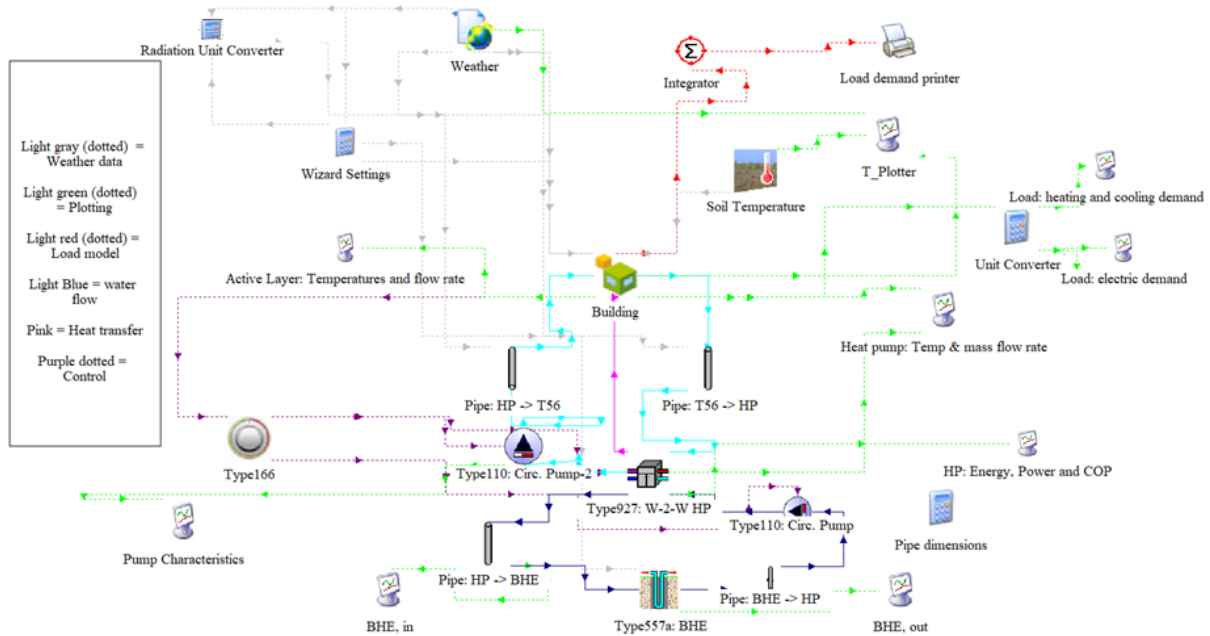 Radiation Unit Converter
Weather
Σ
Integrator
Load demand printer
Light gray (dotted) =
Weather data
Light green (dotted)
= Plotting
Light red (dotted) =
Load model
Light Blue = water
flow
Pink = Heat transfer
Purple dotted =
Control
Wizard Settings
T_Plotter
Soil Temperature
Load: heating and cooling demand
Unit Converter
Load: electric demand
Active Layer: Temperatures and flow rate
Building
Heat pump: Temp & mass flow rate
Pipe: HP -> T56
Pipe: T56 -> HP
Type166
Type110: Circ. Pump-2
HP: Energy, Power and COP
Type927: W-2-W HP
Type110: Circ. Pump
Pipe dimensions
Pump Characteristics
Pipe: HP -> BHE
Pipe: BHE -> HP
BHE, in
Type557a: BHE
BHE, out